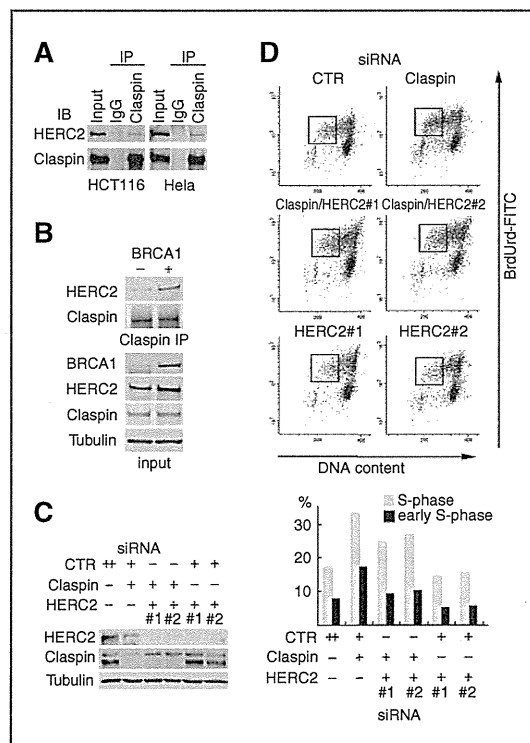 A
IP IP
IB Input IgG Claspin Input IgG Claspin
HERC2
Claspin
HCT116 Hela
B
BRCA1
− +
HERC2
Claspin
Claspin IP
BRCA1
HERC2
Claspin
Tubulin
input
C
siRNA
CTR ++ + − − + +
Claspin − + + + − −
HERC2 − − + + + +
#1 #2 #1 #2
HERC2
Claspin
Tubulin
D
siRNA
CTR Claspin
Claspin/HERC2#1 Claspin/HERC2#2
HERC2#1 HERC2#2
BrdUrd-FITC
DNA content
%
S-phase
early S-phase
30
20
10
CTR ++ + − − + +
Claspin − + + + − −
HERC2 − − + + + +
#1 #2 #1 #2
siRNA